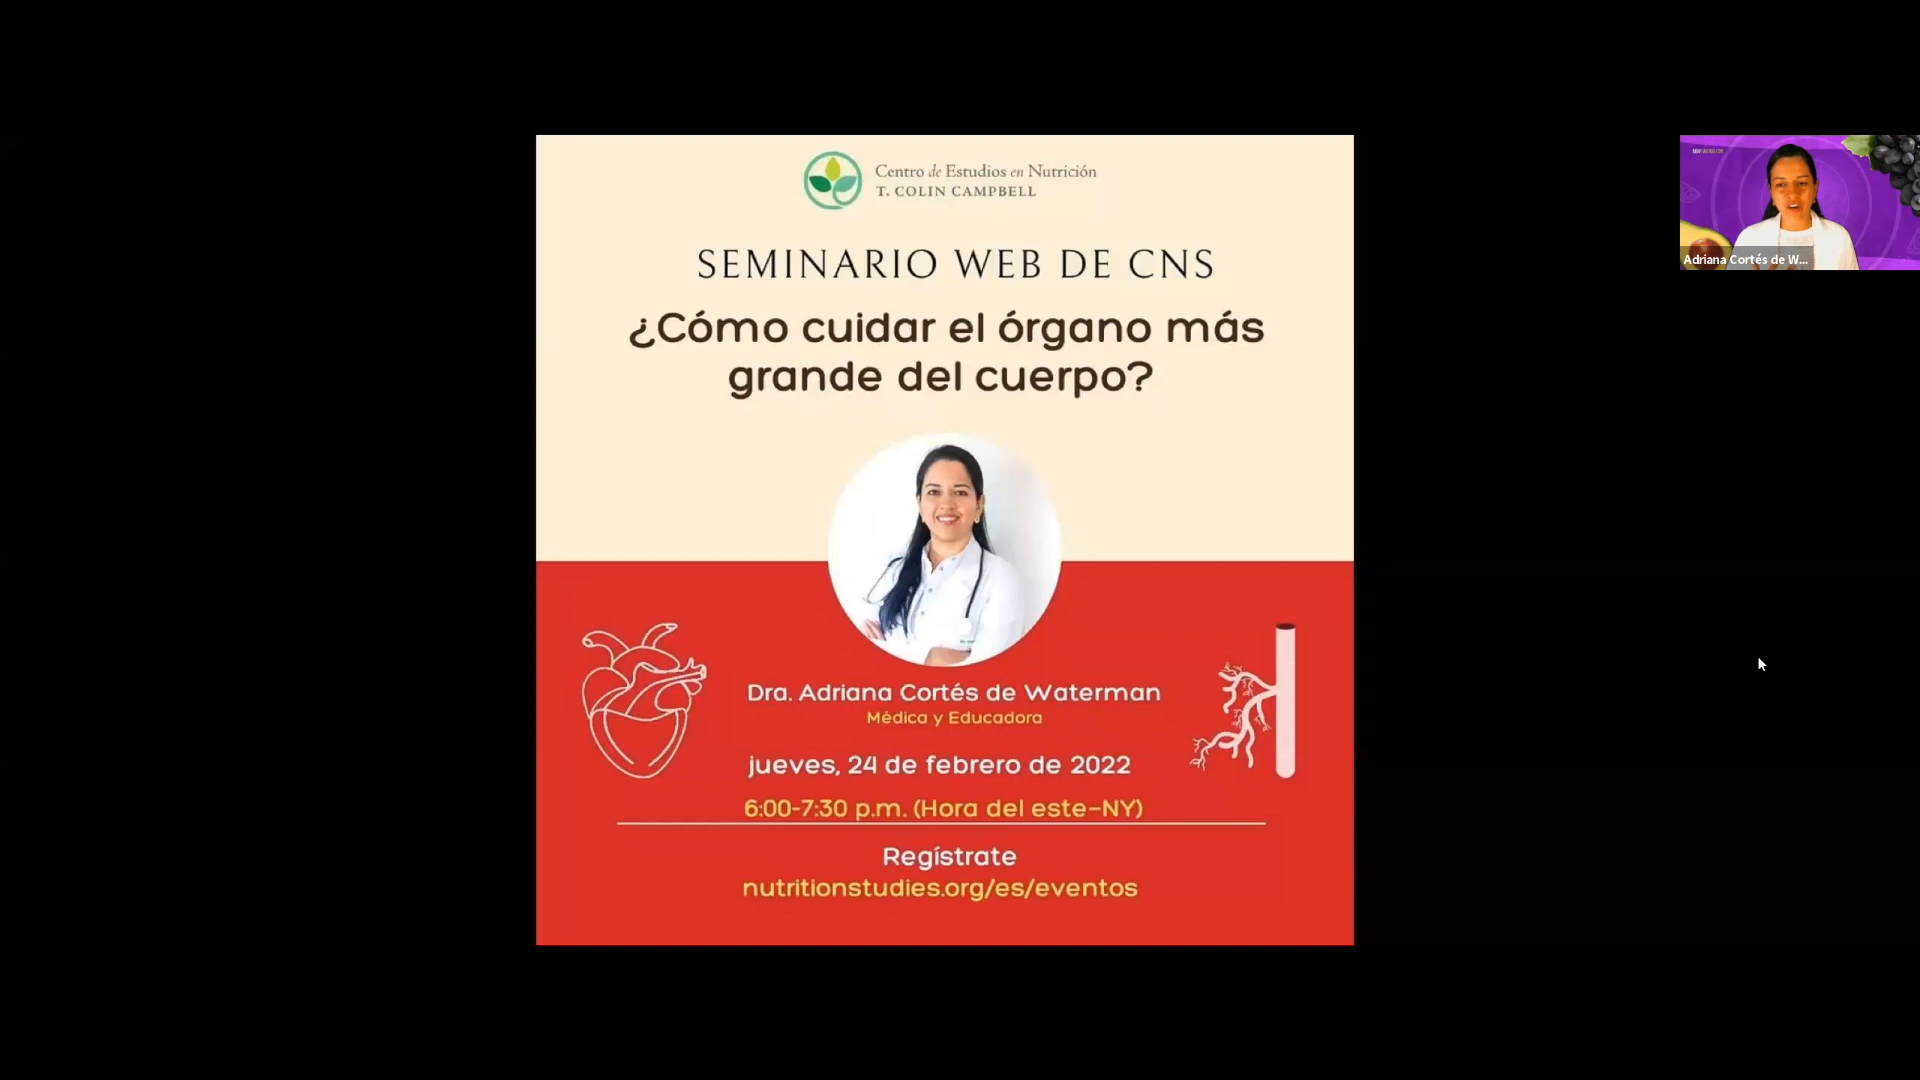 Centro de Estudios en Nutrición
T. COLIN CAMPBELL
SEMINARIO WEB DE CNS
¿Cómo cuidar el órgano más
grande del cuerpo?
Dra. Adriana Cortés de Waterman
Médica y Educadora
jueves, 24 de febrero de 2022
6:00-7:30 p.m. (Hora del este–NY)
Regístrate
nutritionstudies.org/es/eventos
Adriana Cortés de W...